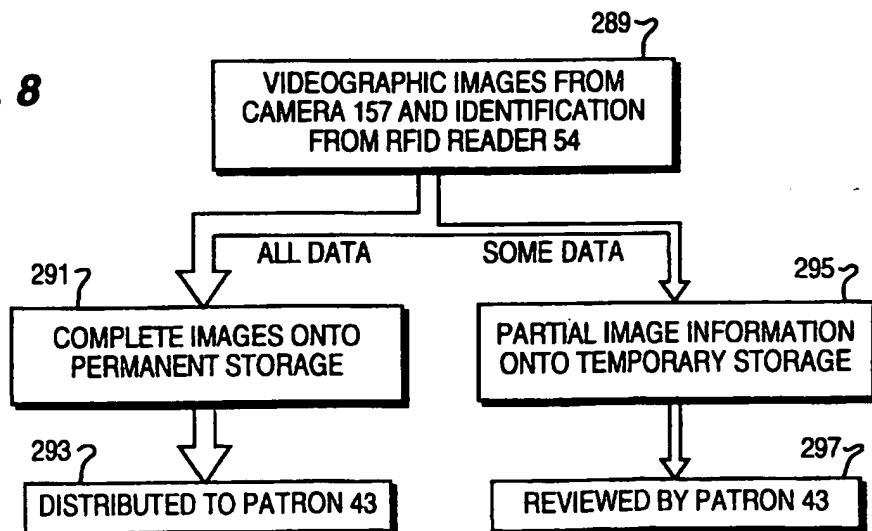 . 8
289
VIDEOGRAPHIC IMAGES FROM
CAMERA 157 AND IDENTIFICATION
FROM RFID READER 54
ALL DATA
SOME DATA
291
COMPLETE IMAGES ONTO
PERMANENT STORAGE
295
PARTIAL IMAGE INFORMATION
ONTO TEMPORARY STORAGE
293
DISTRIBUTED TO PATRON 43
297
REVIEWED BY PATRON 43